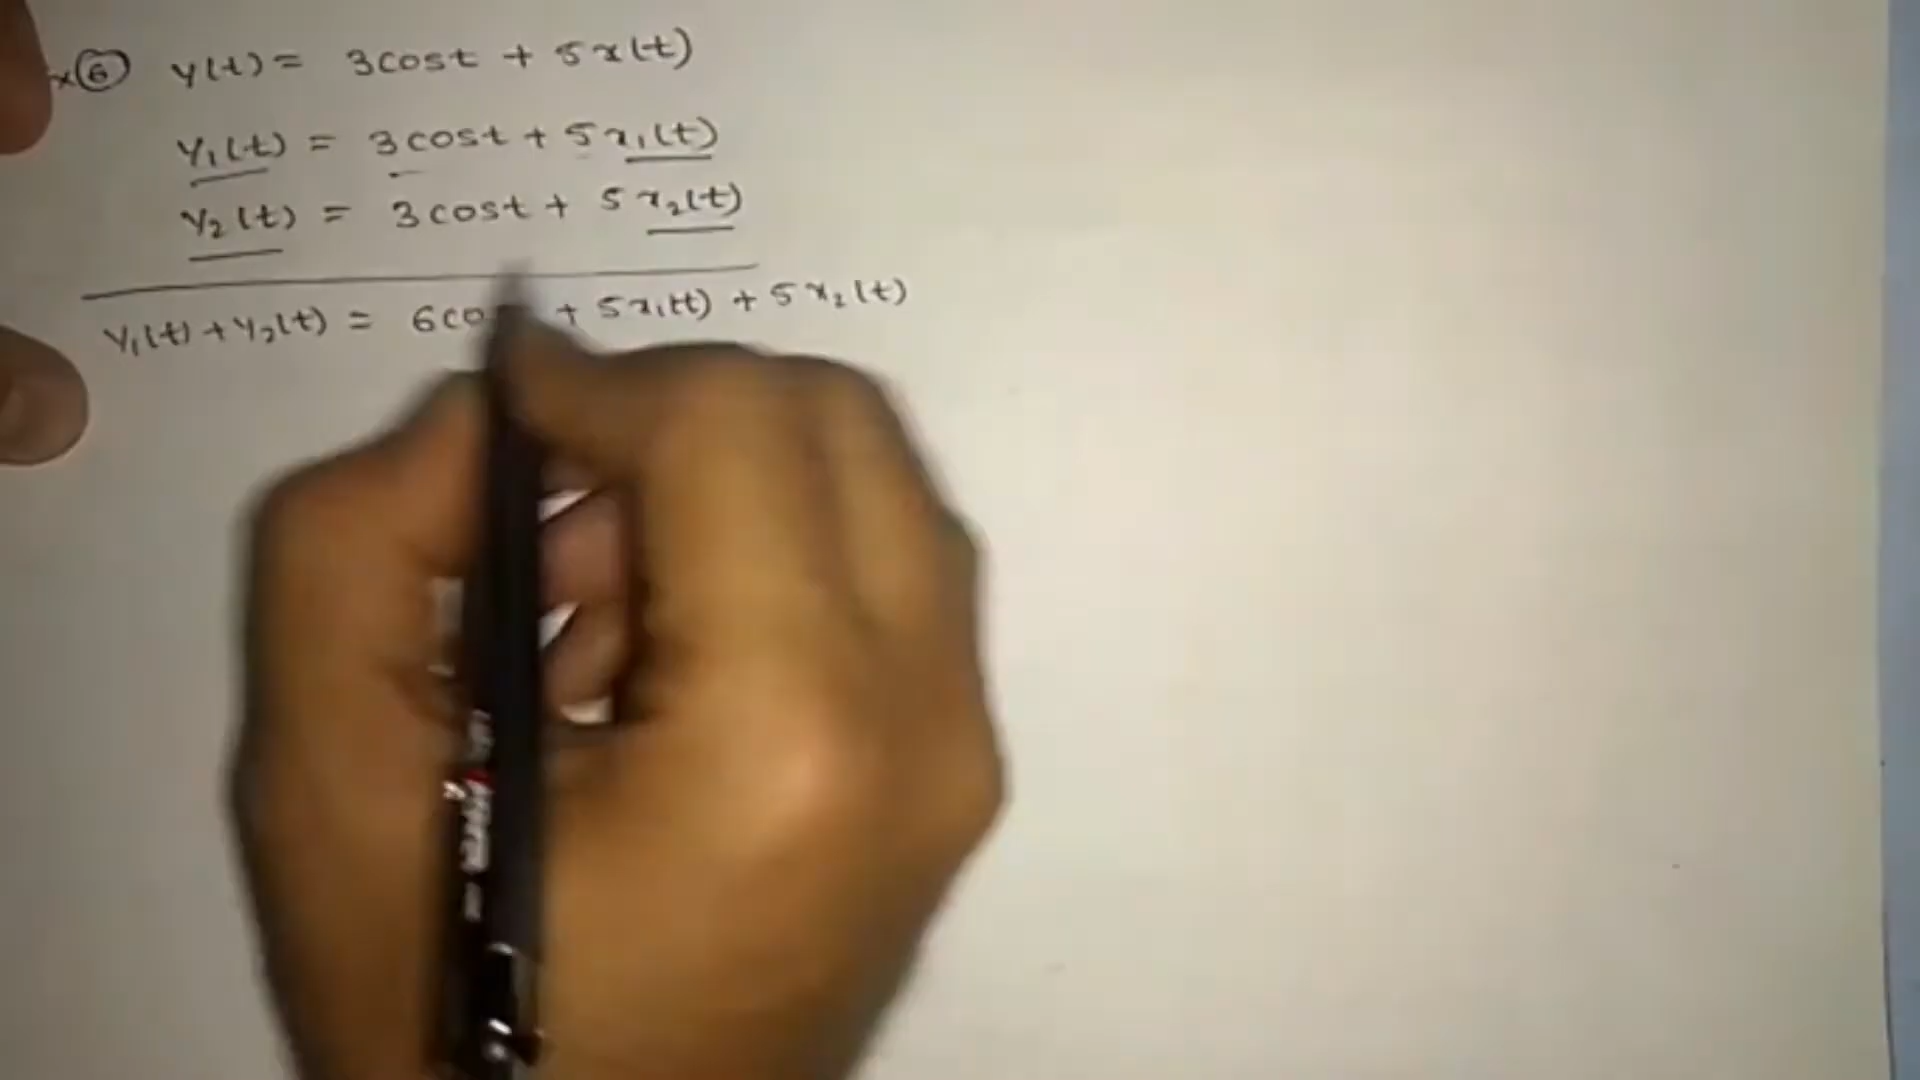 x⑥ y(t) = 3cost + 5x(t)
y₁(t) = 3cost + 5x₁(t)
y₂(t) = 3cost + 5x₂(t)
y₁(t) + y₂(t) = 6co + 5x₁(t) + 5x₂(t)